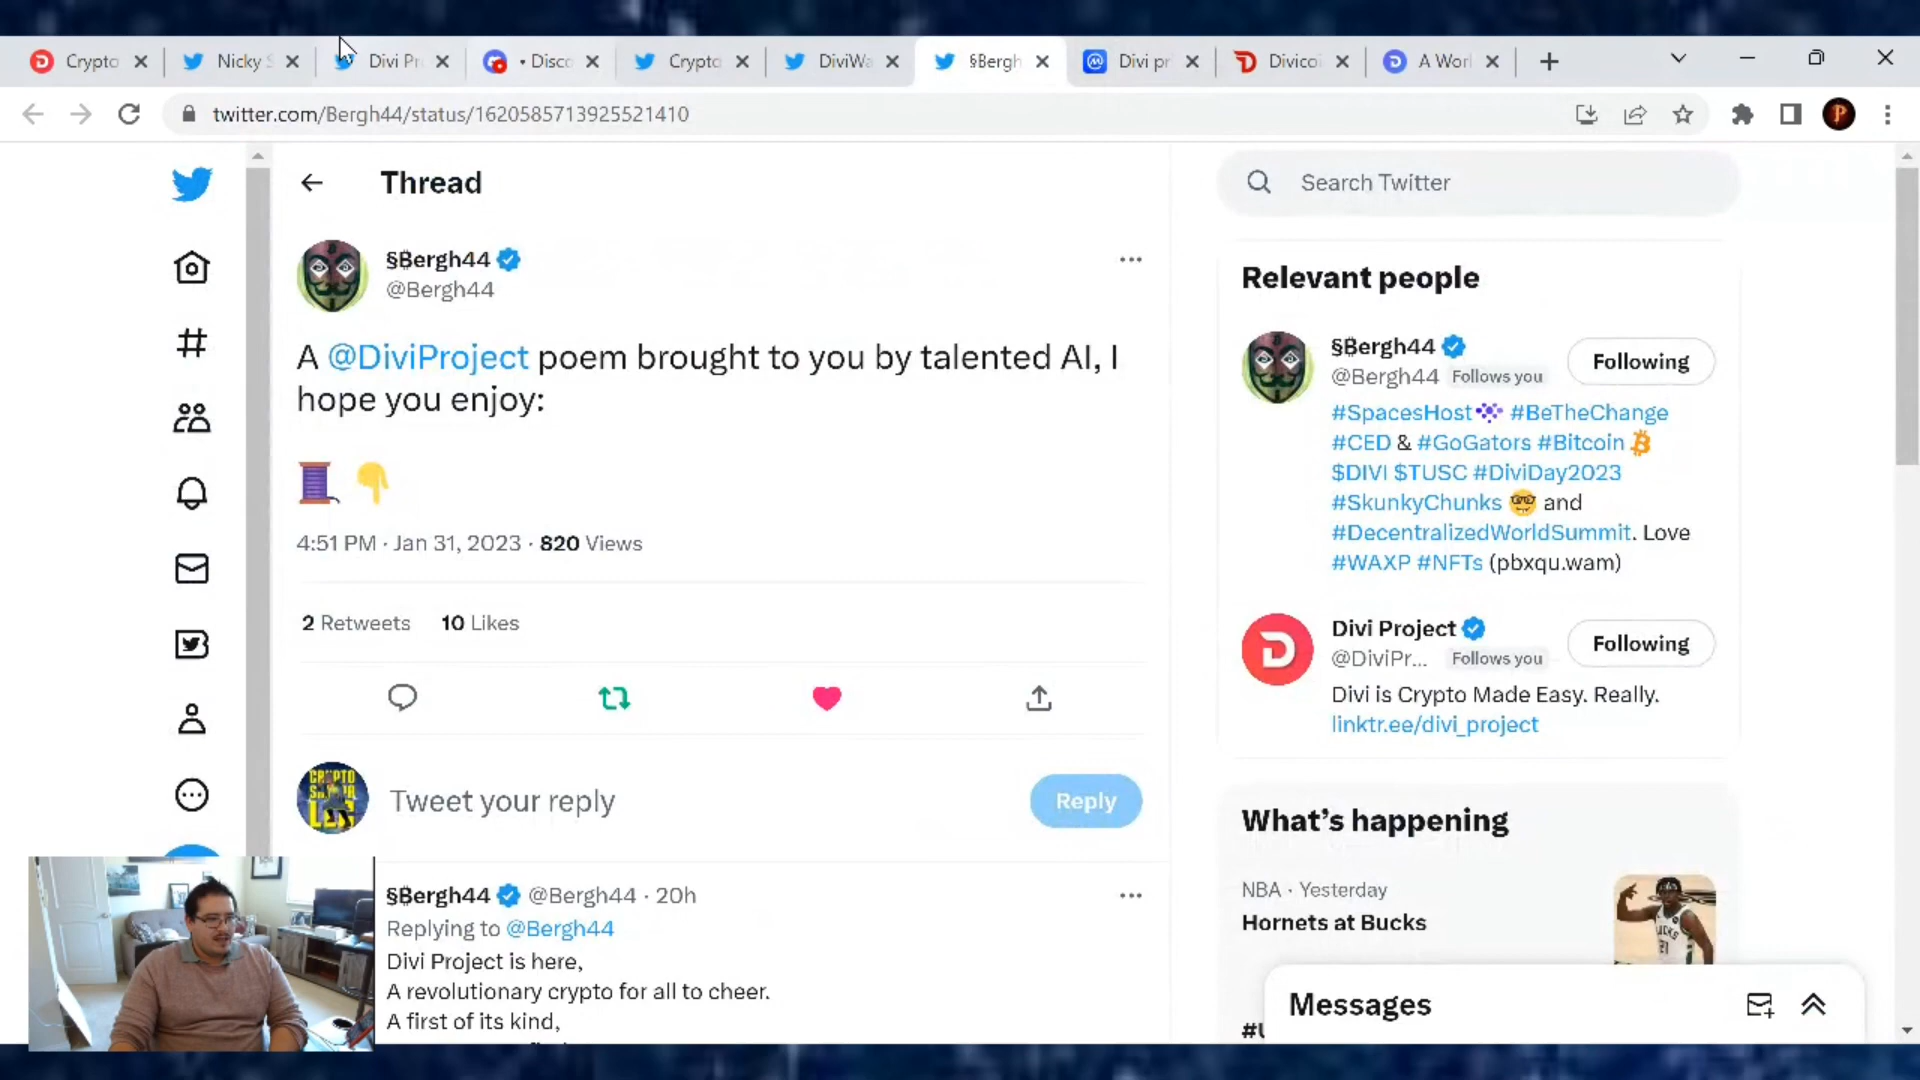 Crypto
Nicky S
Divi Pr
• Disco
Crypto
DiviWa
§Bergh
Divi pr
Divicoi
A Worl
twitter.com/Bergh44/status/1620585713925521410
Thread
Search Twitter
§Bergh44
@Bergh44
A @DiviProject poem brought to you by talented AI, I
hope you enjoy:
4:51 PM · Jan 31, 2023 · 820 Views
2 Retweets 10 Likes
Tweet your reply
Reply
§Bergh44 @Bergh44 · 20h
Replying to @Bergh44
Divi Project is here,
A revolutionary crypto for all to cheer.
A first of its kind,
Relevant people
§Bergh44
@Bergh44 Follows you
Following
#SpacesHost #BeTheChange
#CED & #GoGators #Bitcoin
$DIVI $TUSC #DiviDay2023
#SkunkyChunks and
#DecentralizedWorldSummit. Love
#WAXP #NFTs (pbxqu.wam)
Divi Project
@DiviPr... Follows you
Following
Divi is Crypto Made Easy. Really.
linktr.ee/divi_project
What's happening
NBA · Yesterday
Hornets at Bucks
Messages